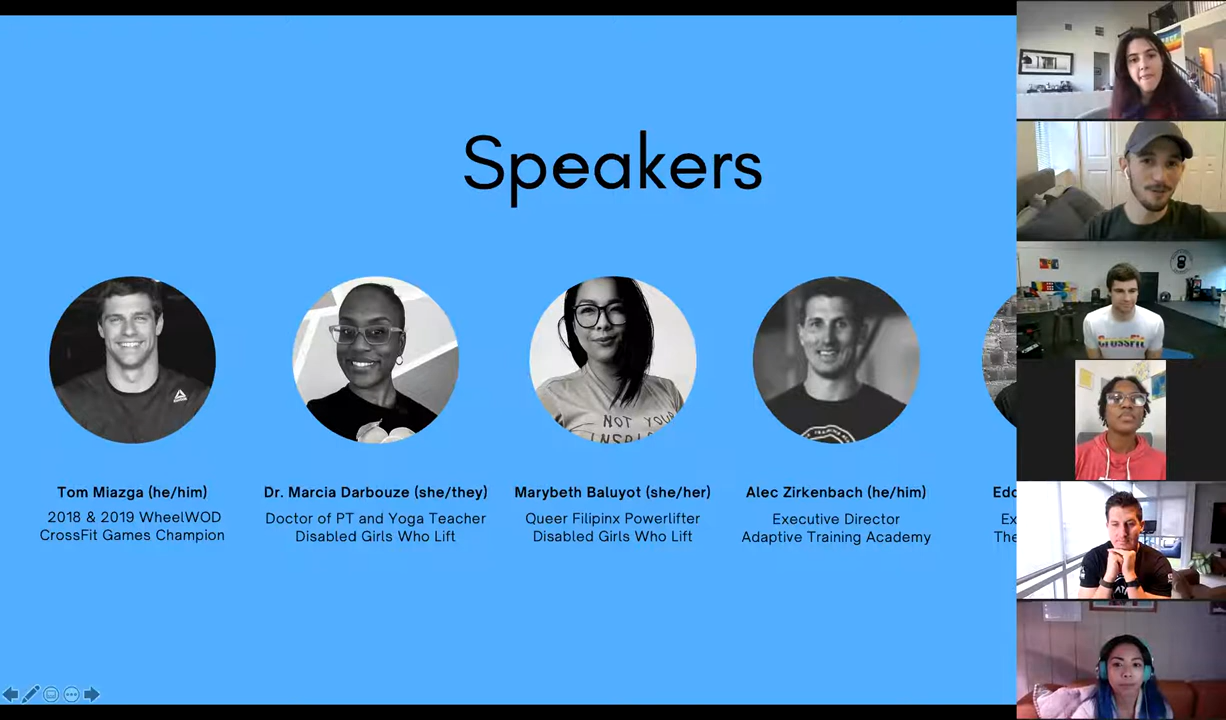 Speakers
Tom Miazga (he/him)
2018 & 2019 WheelWOD
CrossFit Games Champion
Dr. Marcia Darbouze (she/they)
Doctor of PT and Yoga Teacher
Disabled Girls Who Lift
Marybeth Baluyot (she/her)
Queer Filipinx Powerlifter
Disabled Girls Who Lift
Alec Zirkenbach (he/him)
Executive Director
Adaptive Training Academy
NOT YOUR
CrossFit